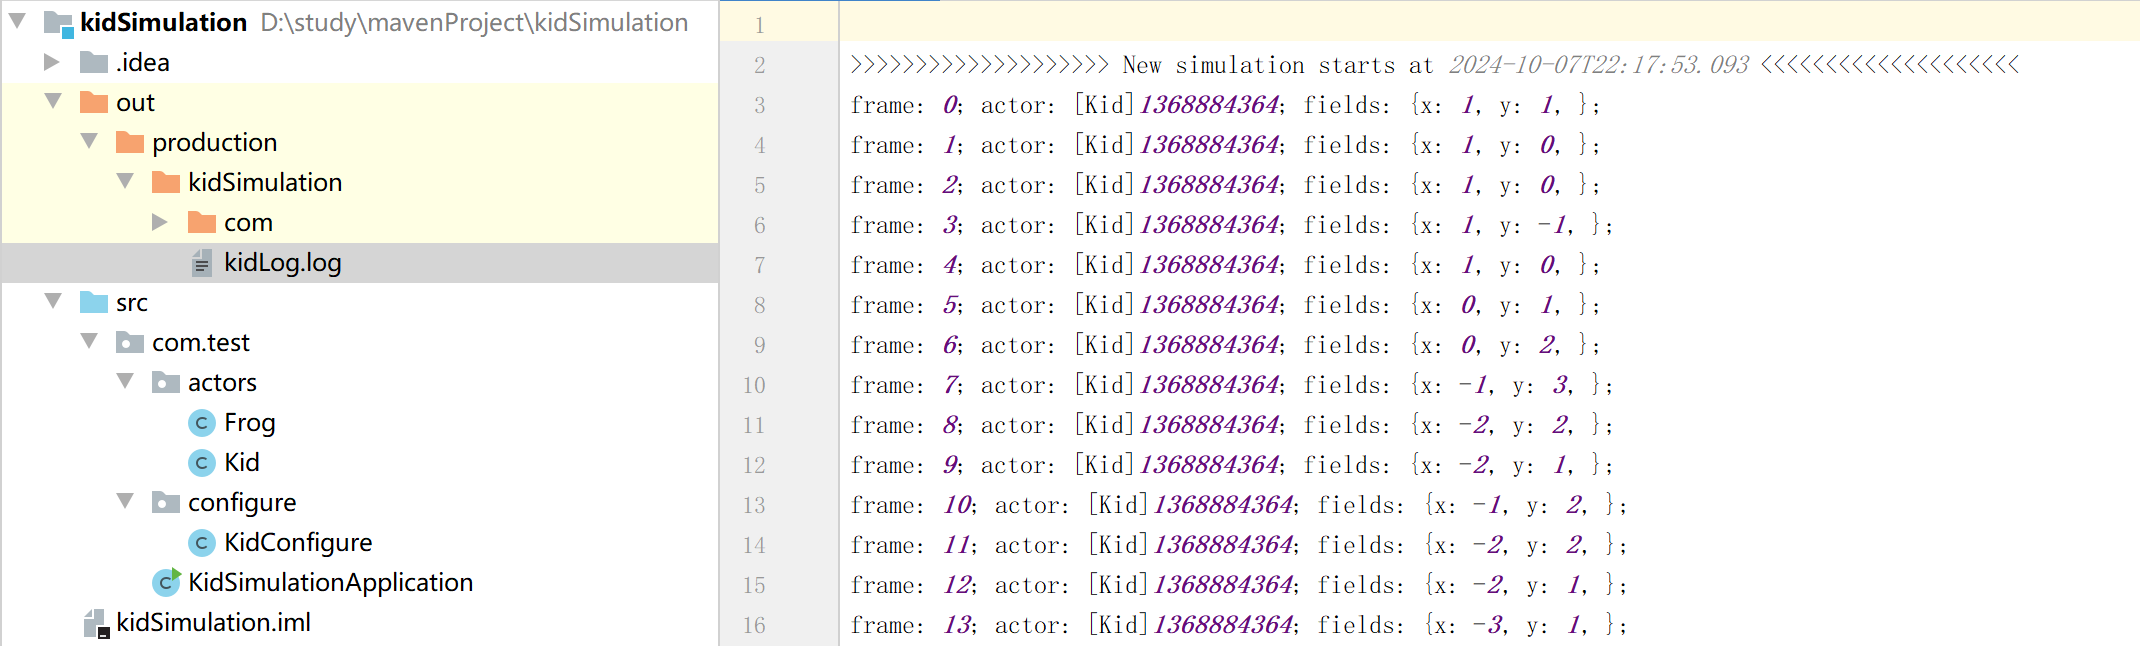 kidSimulation D:\study\mavenProject\kidSimulation
.idea
out
production
kidSimulation
com
kidLog.log
src
com.test
actors
Frog
Kid
configure
KidConfigure
KidSimulationApplication
kidSimulation.iml
1
2 >>>>>>>>>>>>>>>>>>>> New simulation starts at 2024-10-07T22:17:53.093 <<<<<<<<<<<<<<<<<<<<
3 frame: 0; actor: [Kid]1368884364; fields: {x: 1, y: 1, };
4 frame: 1; actor: [Kid]1368884364; fields: {x: 1, y: 0, };
5 frame: 2; actor: [Kid]1368884364; fields: {x: 1, y: 0, };
6 frame: 3; actor: [Kid]1368884364; fields: {x: 1, y: -1, };
7 frame: 4; actor: [Kid]1368884364; fields: {x: 1, y: 0, };
8 frame: 5; actor: [Kid]1368884364; fields: {x: 0, y: 1, };
9 frame: 6; actor: [Kid]1368884364; fields: {x: 0, y: 2, };
10 frame: 7; actor: [Kid]1368884364; fields: {x: -1, y: 3, };
11 frame: 8; actor: [Kid]1368884364; fields: {x: -2, y: 2, };
12 frame: 9; actor: [Kid]1368884364; fields: {x: -2, y: 1, };
13 frame: 10; actor: [Kid]1368884364; fields: {x: -1, y: 2, };
14 frame: 11; actor: [Kid]1368884364; fields: {x: -2, y: 2, };
15 frame: 12; actor: [Kid]1368884364; fields: {x: -2, y: 1, };
16 frame: 13; actor: [Kid]1368884364; fields: {x: -3, y: 1, };